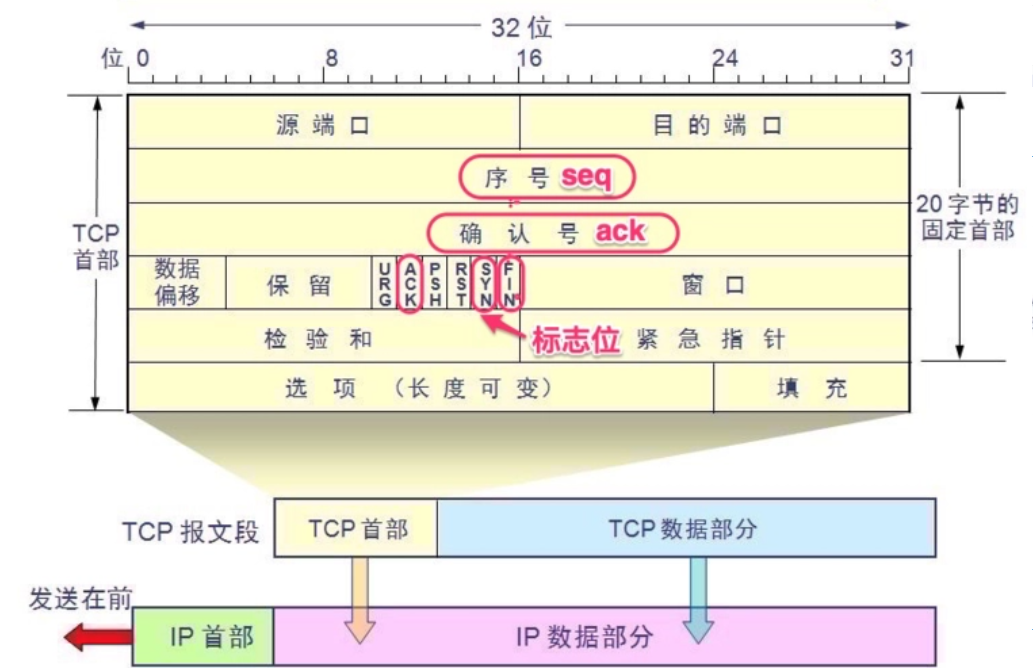 32 位
位 0 8 16 24 31
源 端 口 目 的 端 口
序 号 seq
确 认 号 ack
TCP
首部
20 字节的
固定首部
数据
偏移
保 留
URG
ACK
PSH
RST
SYN
FIN
窗 口
检 验 和
标志位
紧 急 指 针
选 项 （长 度 可 变）
填 充
TCP 报文段
TCP 首部
TCP 数据部分
发送在前
IP 首部
IP 数据部分